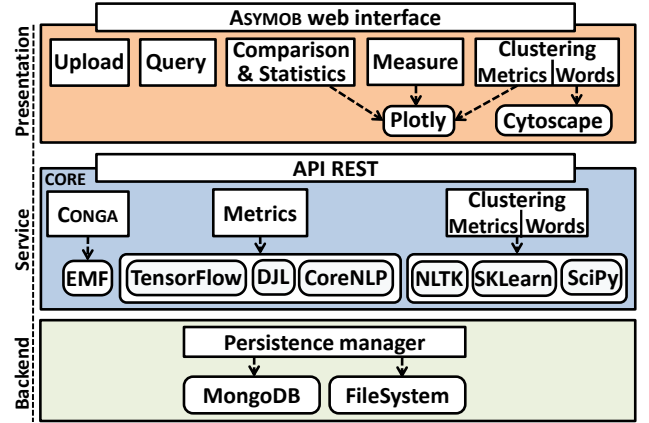 ASYMOB web interface
Presentation
Upload
Query
Comparison
& Statistics
Measure
Clustering
Metrics Words
Plotly
Cytoscape
API REST
CORE
Service
CONGA
Metrics
Clustering
Metrics Words
EMF
TensorFlow
DJL
CoreNLP
NLTK
SKLearn
SciPy
Backend
Persistence manager
MongoDB
FileSystem